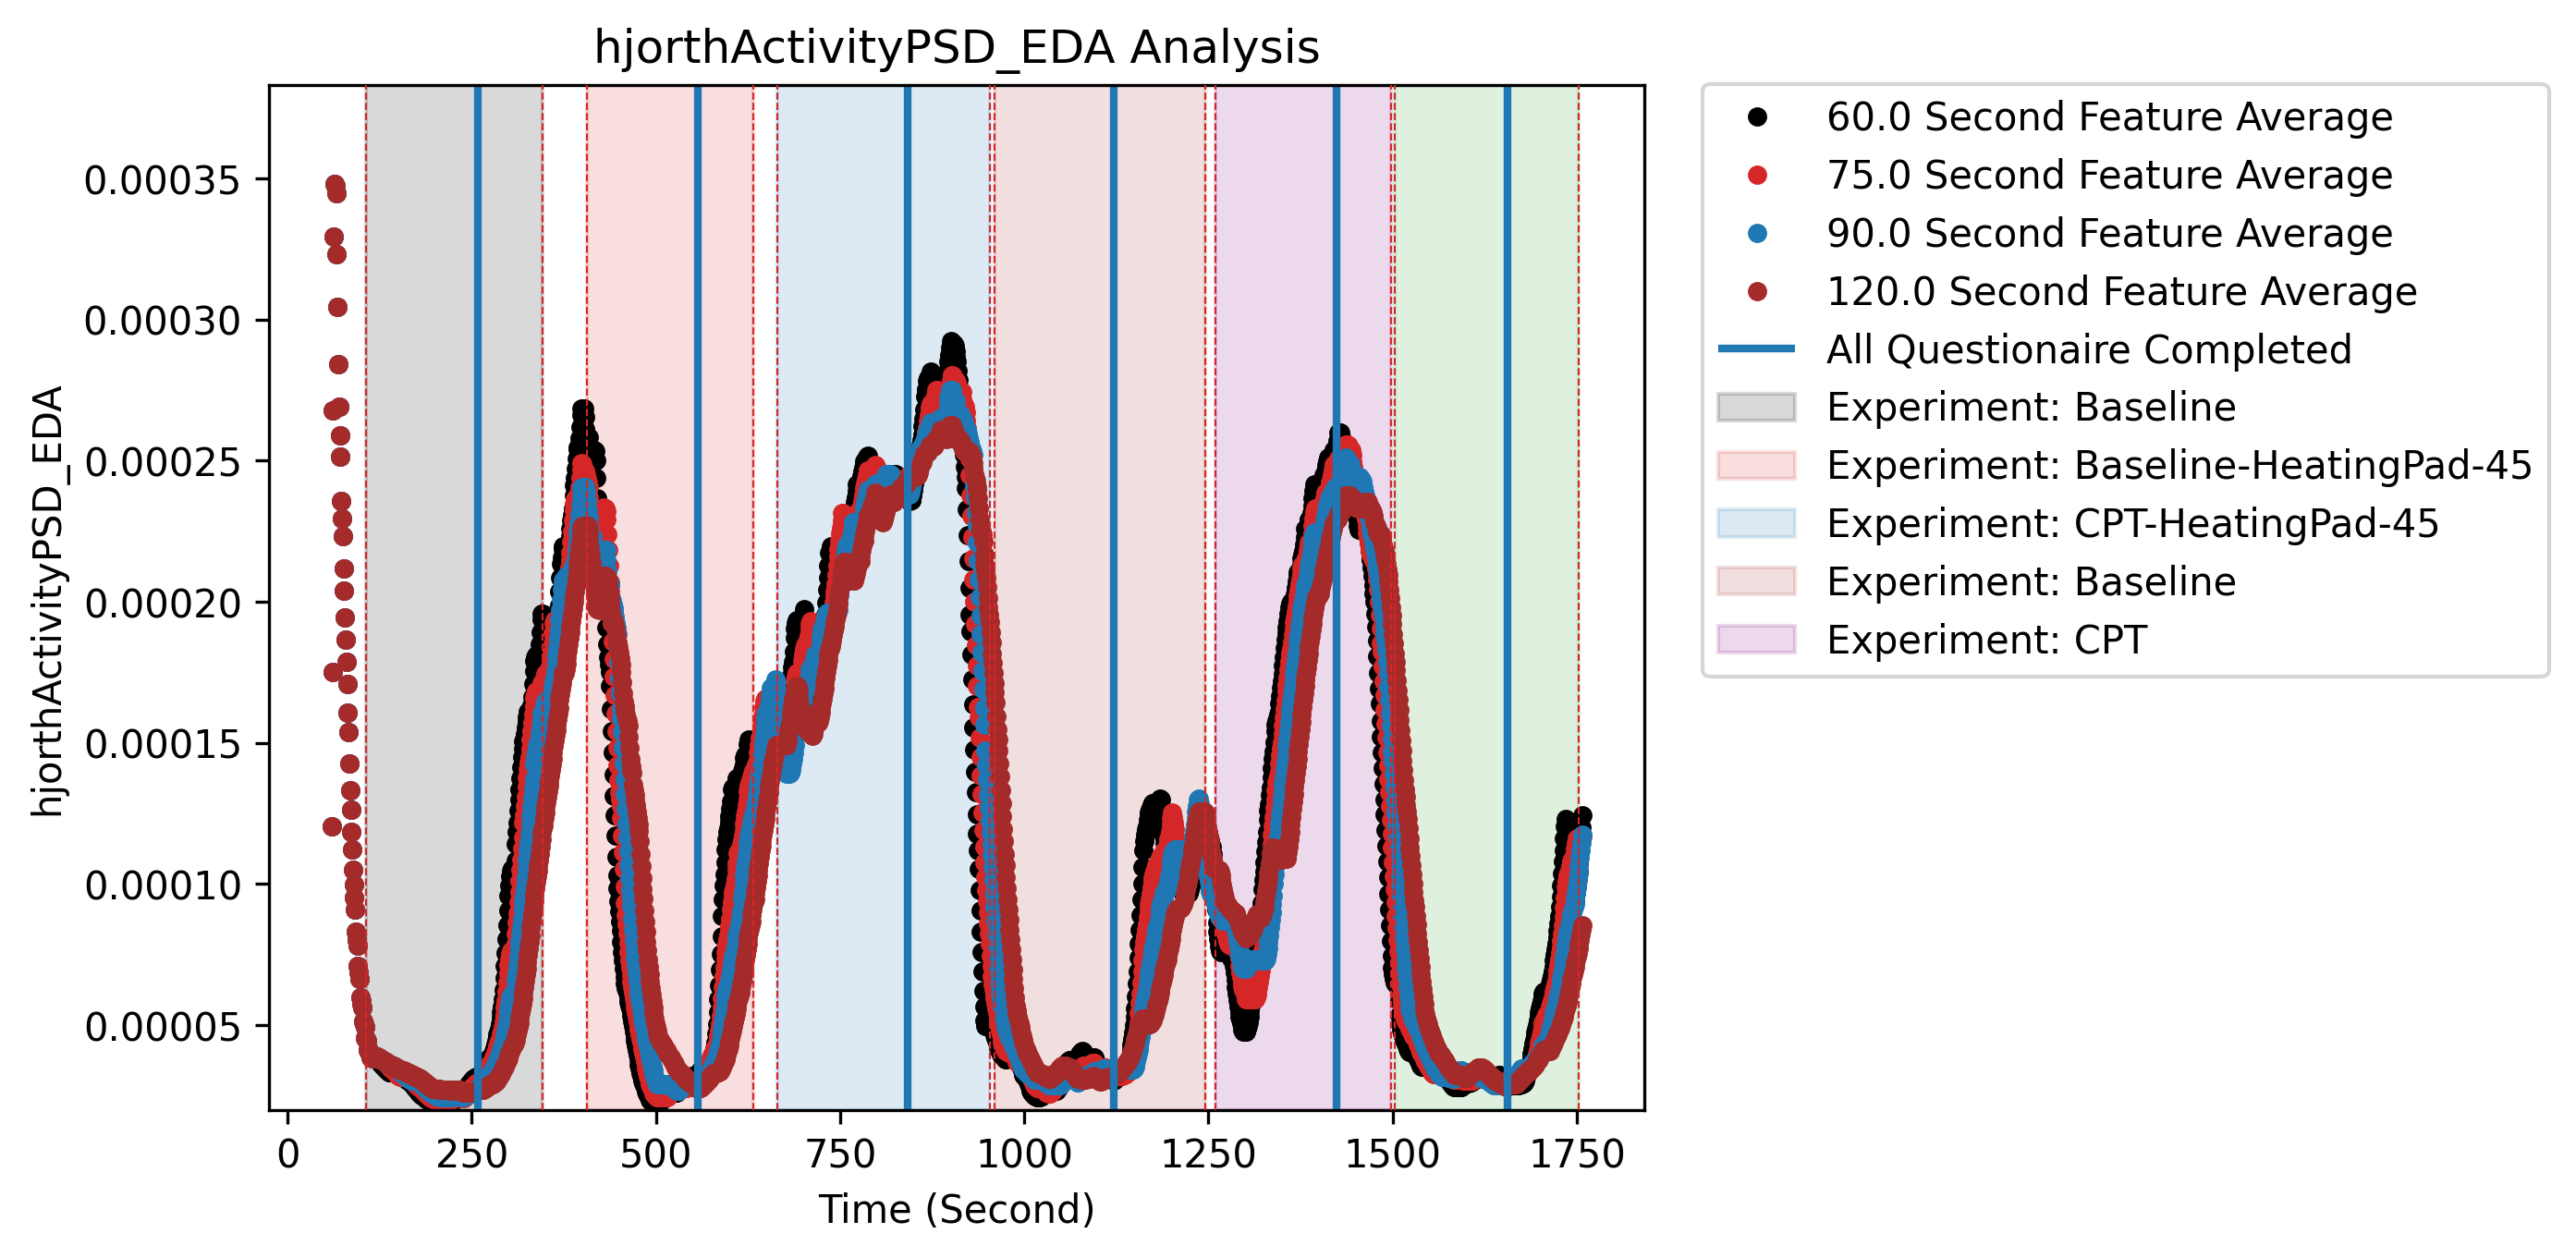 hjorthActivityPSD_EDA Analysis
hjorthActivityPSD_EDA
0.00035
0.00030
0.00025
0.00020
0.00015
0.00010
0.00005
0 250 500 750 1000 1250 1500 1750
Time (Second)
60.0 Second Feature Average
75.0 Second Feature Average
90.0 Second Feature Average
120.0 Second Feature Average
All Questionaire Completed
Experiment: Baseline
Experiment: Baseline-HeatingPad-45
Experiment: CPT-HeatingPad-45
Experiment: Baseline
Experiment: CPT